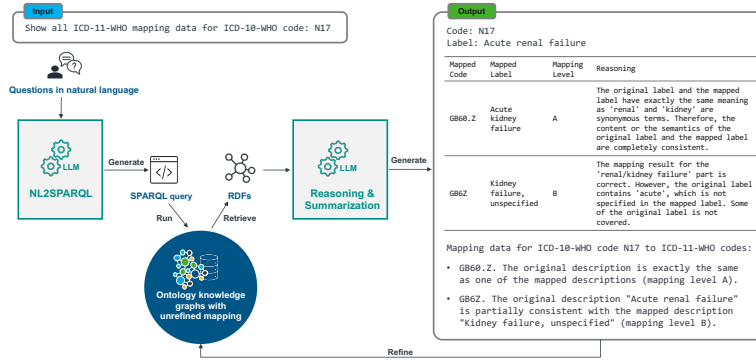 Input
Show all ICD-11-WHO mapping data for ICD-10-WHO code: N17
Questions in natural language
LLM
NL2SPARQL
Generate
</>
SPARQL query
Run
RDFs
Retrieve
LLM
Reasoning &
Summarization
Generate
Ontology knowledge
graphs with
unrefined mapping
Refine
Output
Code: N17
Label: Acute renal failure
Mapped Code
Mapped Label
Mapping Level
Reasoning
GB60.Z
Acute
kidney
failure
A
The original label and the mapped
label have exactly the same meaning
as 'renal' and 'kidney' are
synonymous terms. Therefore, the
content or the semantics of the
original label and the mapped label
are completely consistent.
GB6Z
Kidney
failure,
unspecified
B
The mapping result for the
'renal/kidney failure' part is
correct. However, the original label
contains 'acute', which is not
specified in the mapped label. Some
of the original label is not
covered.
Mapping data for ICD-10-WHO code N17 to ICD-11-WHO codes:
• GB60.Z. The original description is exactly the same
as one of the mapped descriptions (mapping level A).
• GB6Z. The original description "Acute renal failure"
is partially consistent with the mapped description
"Kidney failure, unspecified" (mapping level B).